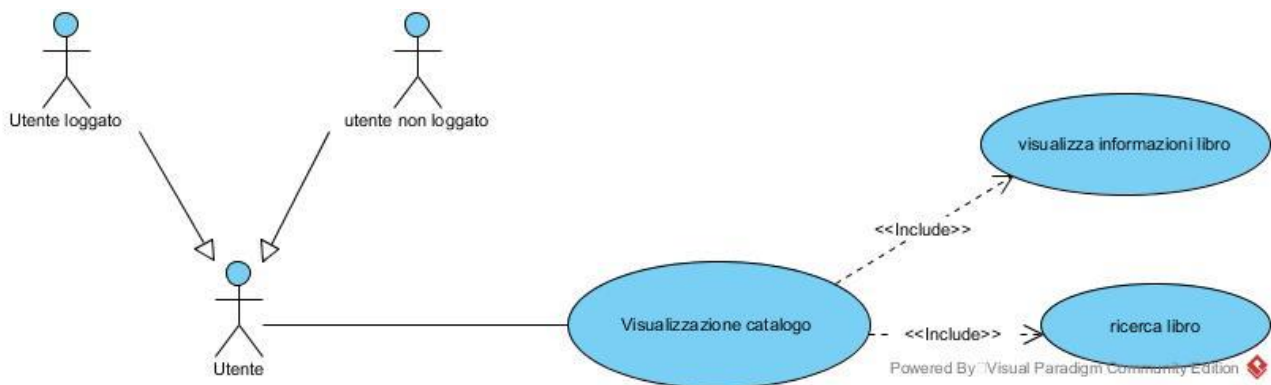 Utente loggato
utente non loggato
visualizza informazioni libro
<<Include>>
Visualizzazione catalogo
<<Include>>
ricerca libro
Utente
Powered By Visual Paradigm Community Edition